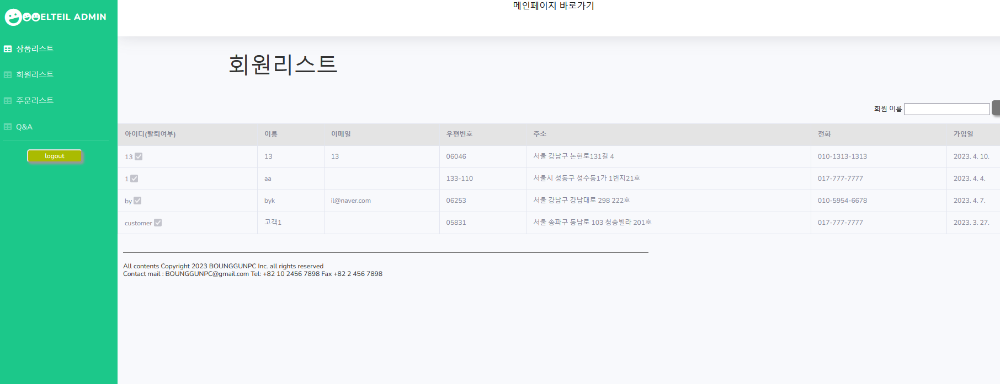 메인페이지 바로가기
ELTEIL ADMIN
상품리스트
회원리스트
주문리스트
Q&A
logout
회원리스트
회원 이름
아이디(탈퇴여부) 이름 이메일 우편번호 주소 전화 가입일
13 13 13 06046 서울 강남구 논현로131길 4 010-1313-1313 2023. 4. 10.
1 aa 133-110 서울시 성동구 성수동1가 1번지21호 017-777-7777 2023. 4. 4.
by byk il@naver.com 06253 서울 강남구 강남대로 298 222호 010-5954-6678 2023. 4. 7.
customer 고객1 05831 서울 송파구 동남로 103 청송빌라 201호 017-777-7777 2023. 3. 27.
All contents Copyright 2023 BOUNGGUNPC Inc. all rights reserved
Contact mail : BOUNGGUNPC@gmail.com Tel: +82 10 2456 7898 Fax +82 2 456 7898